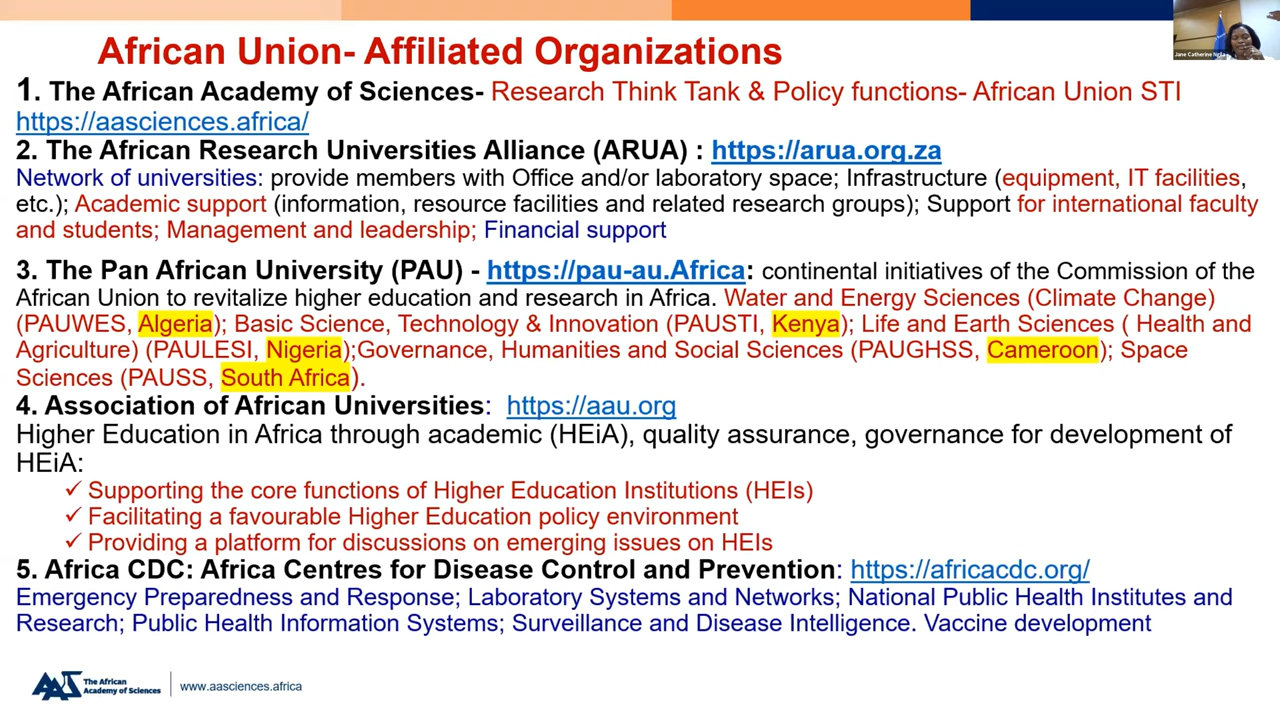 African Union- Affiliated Organizations
Jane Catherine
1. The African Academy of Sciences- Research Think Tank & Policy functions- African Union STI
https://aasciences.africa/
2. The African Research Universities Alliance (ARUA) : https://arua.org.za
Network of universities: provide members with Office and/or laboratory space; Infrastructure (equipment, IT facilities,
etc.); Academic support (information, resource facilities and related research groups); Support for international faculty
and students; Management and leadership; Financial support
3. The Pan African University (PAU) - https://pau-au.Africa: continental initiatives of the Commission of the
African Union to revitalize higher education and research in Africa. Water and Energy Sciences (Climate Change)
(PAUWES, Algeria); Basic Science, Technology & Innovation (PAUSTI, Kenya); Life and Earth Sciences ( Health and
Agriculture) (PAULESI, Nigeria);Governance, Humanities and Social Sciences (PAUGHSS, Cameroon); Space
Sciences (PAUSS, South Africa).
4. Association of African Universities: https://aau.org
Higher Education in Africa through academic (HEiA), quality assurance, governance for development of
HEiA:
✓ Supporting the core functions of Higher Education Institutions (HEIs)
✓ Facilitating a favourable Higher Education policy environment
✓ Providing a platform for discussions on emerging issues on HEIs
5. Africa CDC: Africa Centres for Disease Control and Prevention: https://africacdc.org/
Emergency Preparedness and Response; Laboratory Systems and Networks; National Public Health Institutes and
Research; Public Health Information Systems; Surveillance and Disease Intelligence. Vaccine development
AAS The African
Academy of Sciences
www.aasciences.africa